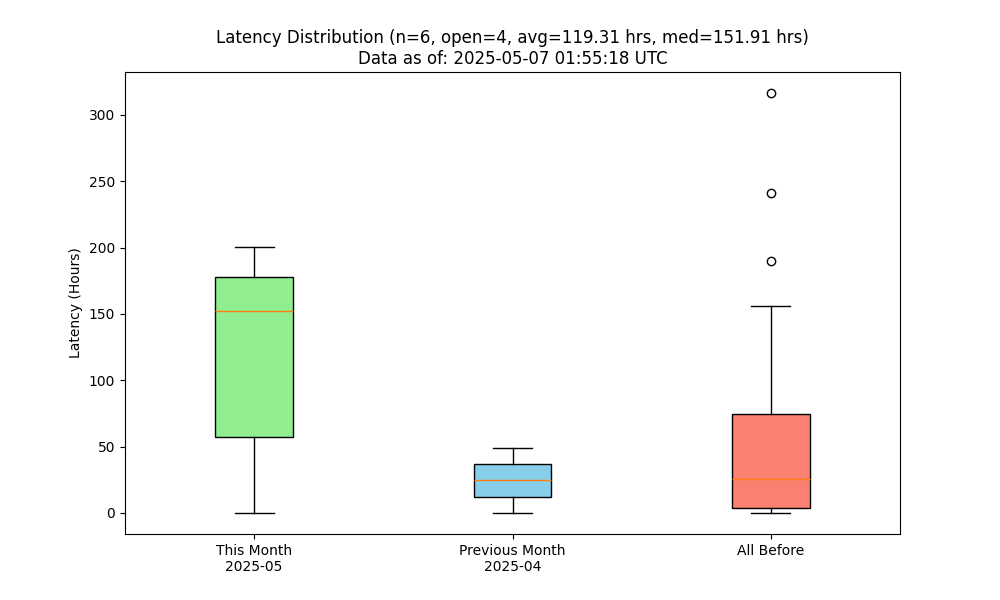 Latency Distribution (n=6, open=4, avg=119.31 hrs, med=151.91 hrs)
Data as of: 2025-05-07 01:55:18 UTC
Latency (Hours)
300
250
200
150
100
50
0
This Month
2025-05
Previous Month
2025-04
All Before